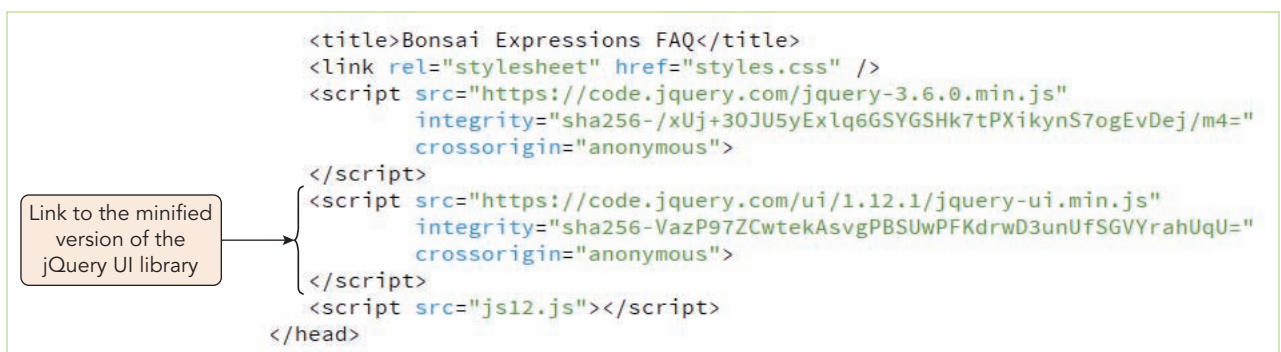 <title>Bonsai Expressions FAQ</title>
<link rel="stylesheet" href="styles.css" />
<script src="https://code.jquery.com/jquery-3.6.0.min.js"
integrity="sha256-/xUj+3OJU5yExlq6GSYGSHk7tPXikynS7ogEvDej/m4="
crossorigin="anonymous">
</script>
<script src="https://code.jquery.com/ui/1.12.1/jquery-ui.min.js"
integrity="sha256-VazP97ZCwtekAsvgPBSUwPFKdrwD3unUfSGVYrahUqU="
crossorigin="anonymous">
</script>
<script src="js12.js"></script>
</head>
Link to the minified
version of the
jQuery UI library